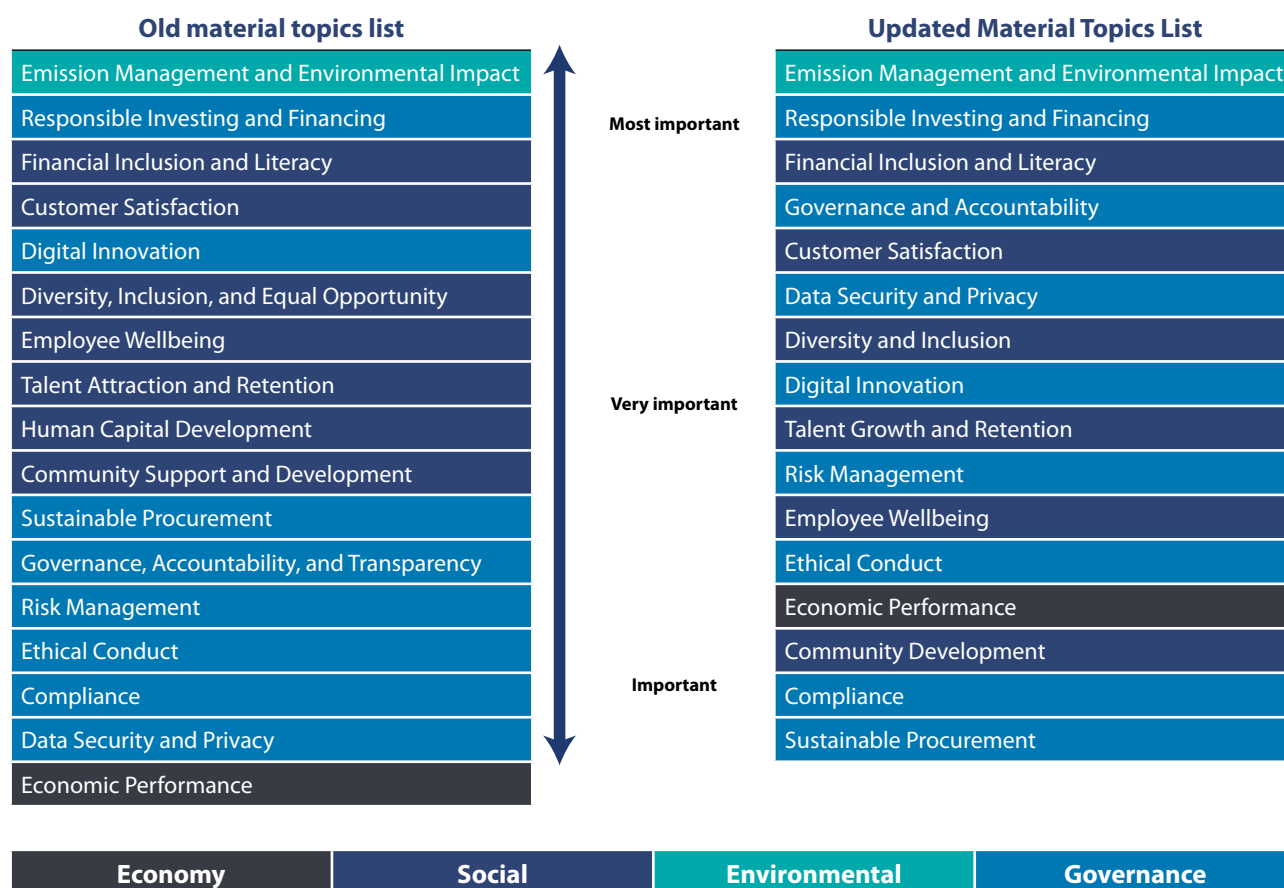 Old material topics list
Emission Management and Environmental Impact
Responsible Investing and Financing
Financial Inclusion and Literacy
Customer Satisfaction
Digital Innovation
Diversity, Inclusion, and Equal Opportunity
Employee Wellbeing
Talent Attraction and Retention
Human Capital Development
Community Support and Development
Sustainable Procurement
Governance, Accountability, and Transparency
Risk Management
Ethical Conduct
Compliance
Data Security and Privacy
Economic Performance
Most important
Very important
Important
Updated Material Topics List
Emission Management and Environmental Impact
Responsible Investing and Financing
Financial Inclusion and Literacy
Governance and Accountability
Customer Satisfaction
Data Security and Privacy
Diversity and Inclusion
Digital Innovation
Talent Growth and Retention
Risk Management
Employee Wellbeing
Ethical Conduct
Economic Performance
Community Development
Compliance
Sustainable Procurement
Economy
Social
Environmental
Governance